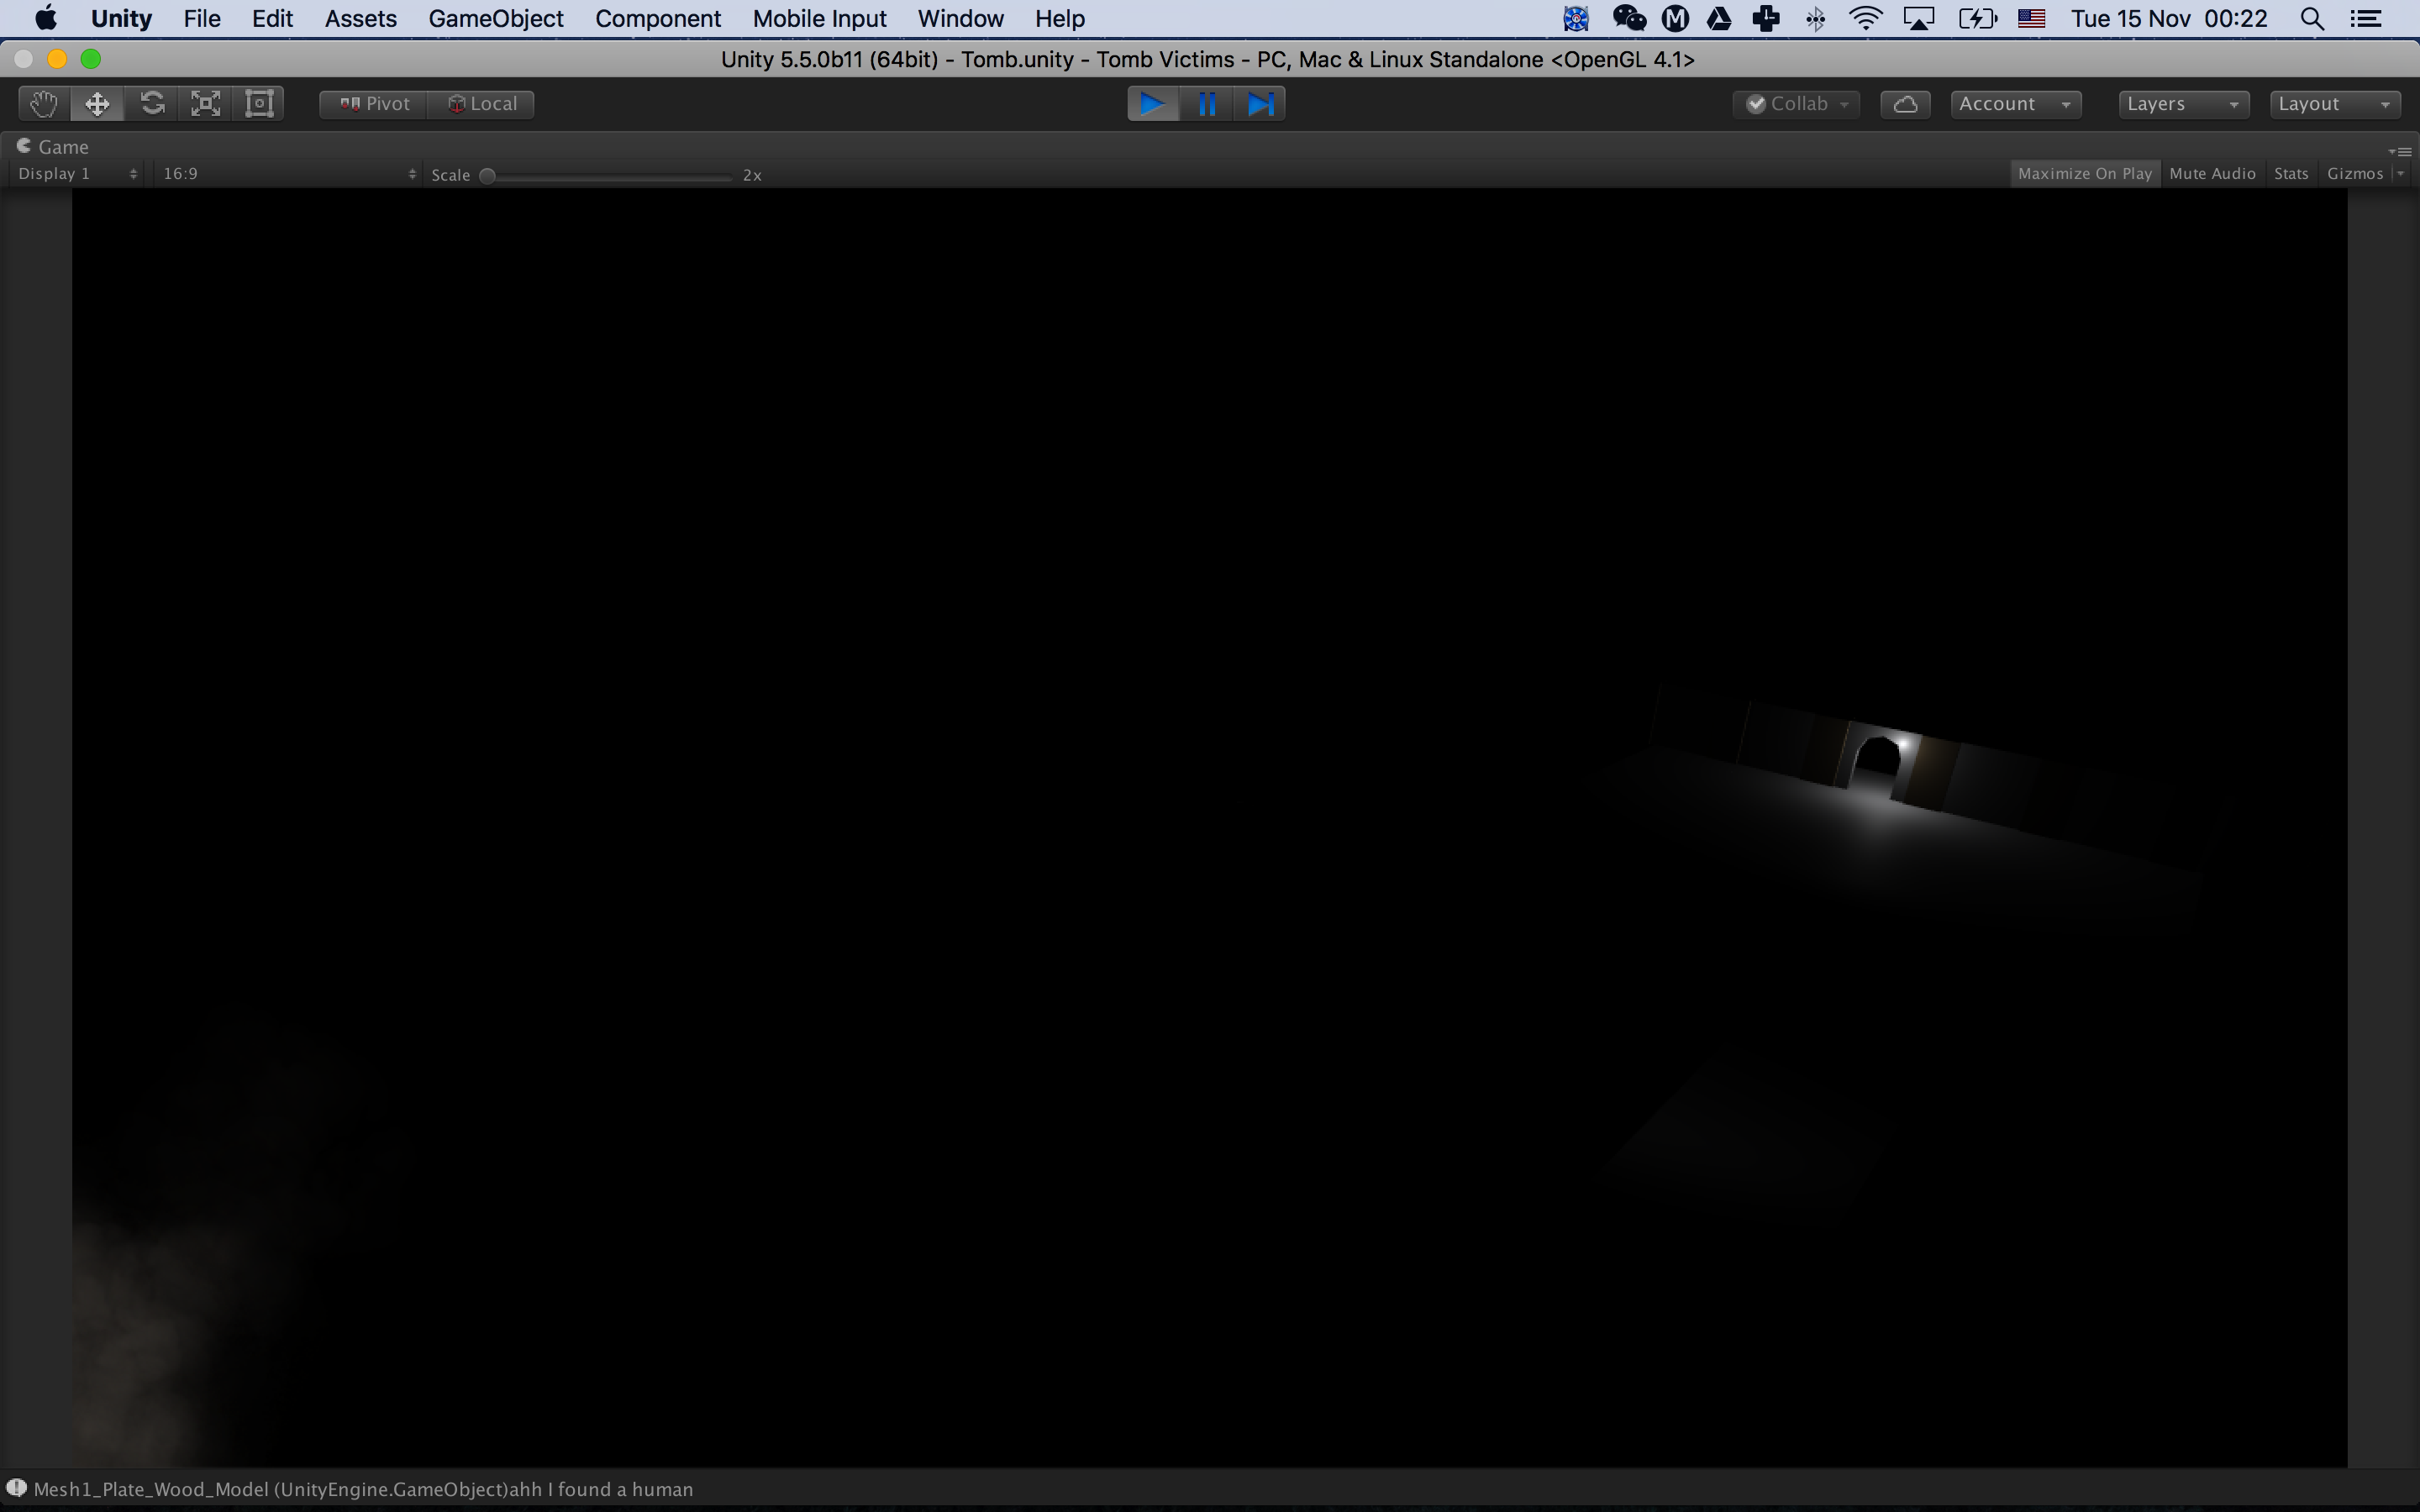 Unity File Edit Assets GameObject Component Mobile Input Window Help Tue 15 Nov 00:22
Unity 5.5.0b11 (64bit) - Tomb.unity - Tomb Victims - PC, Mac & Linux Standalone <OpenGL 4.1>
Pivot Local Collab Account Layers Layout
Game
Display 1 16:9 Scale 2x Maximize On Play Mute Audio Stats Gizmos
Mesh1_Plate_Wood_Model (UnityEngine.GameObject)ahh I found a human